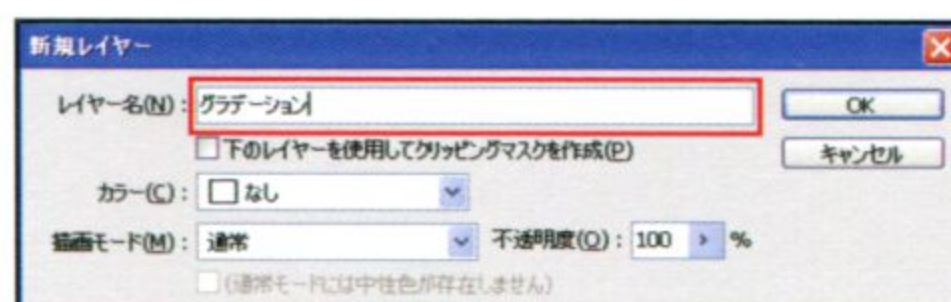 新規レイヤー
レイヤー名(N): グラデーション OK
下のレイヤーを使用してクリッピングマスクを作成(P) キャンセル
カラー(C): なし
描画モード(M): 通常 不透明度(O): 100 %
(通常モードには中性色が存在しません)